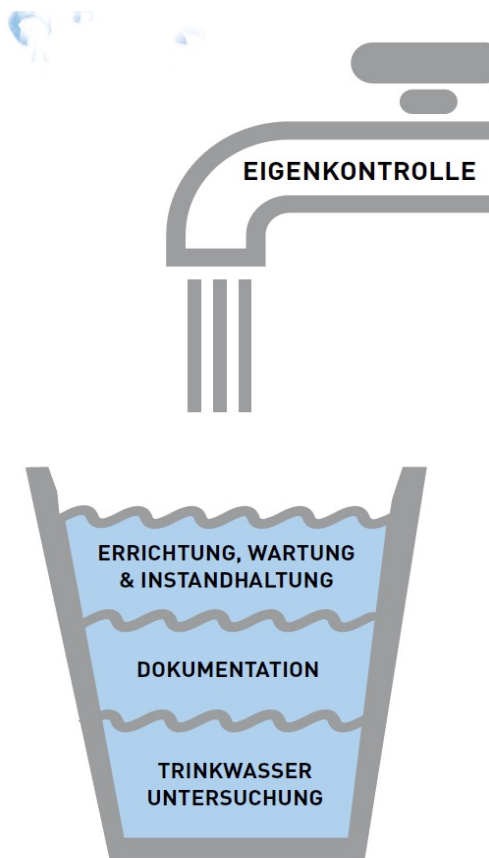 EIGENKONTROLLE
ERRICHTUNG, WARTUNG
& INSTANDHALTUNG
DOKUMENTATION
TRINKWASSER
UNTERSUCHUNG